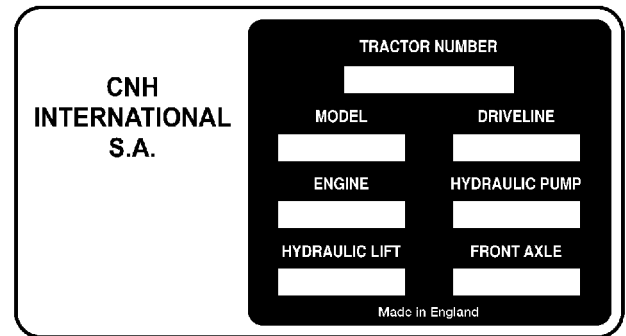 CNH
INTERNATIONAL
S.A.
TRACTOR NUMBER
MODEL DRIVELINE
ENGINE HYDRAULIC PUMP
HYDRAULIC LIFT FRONT AXLE
Made in England